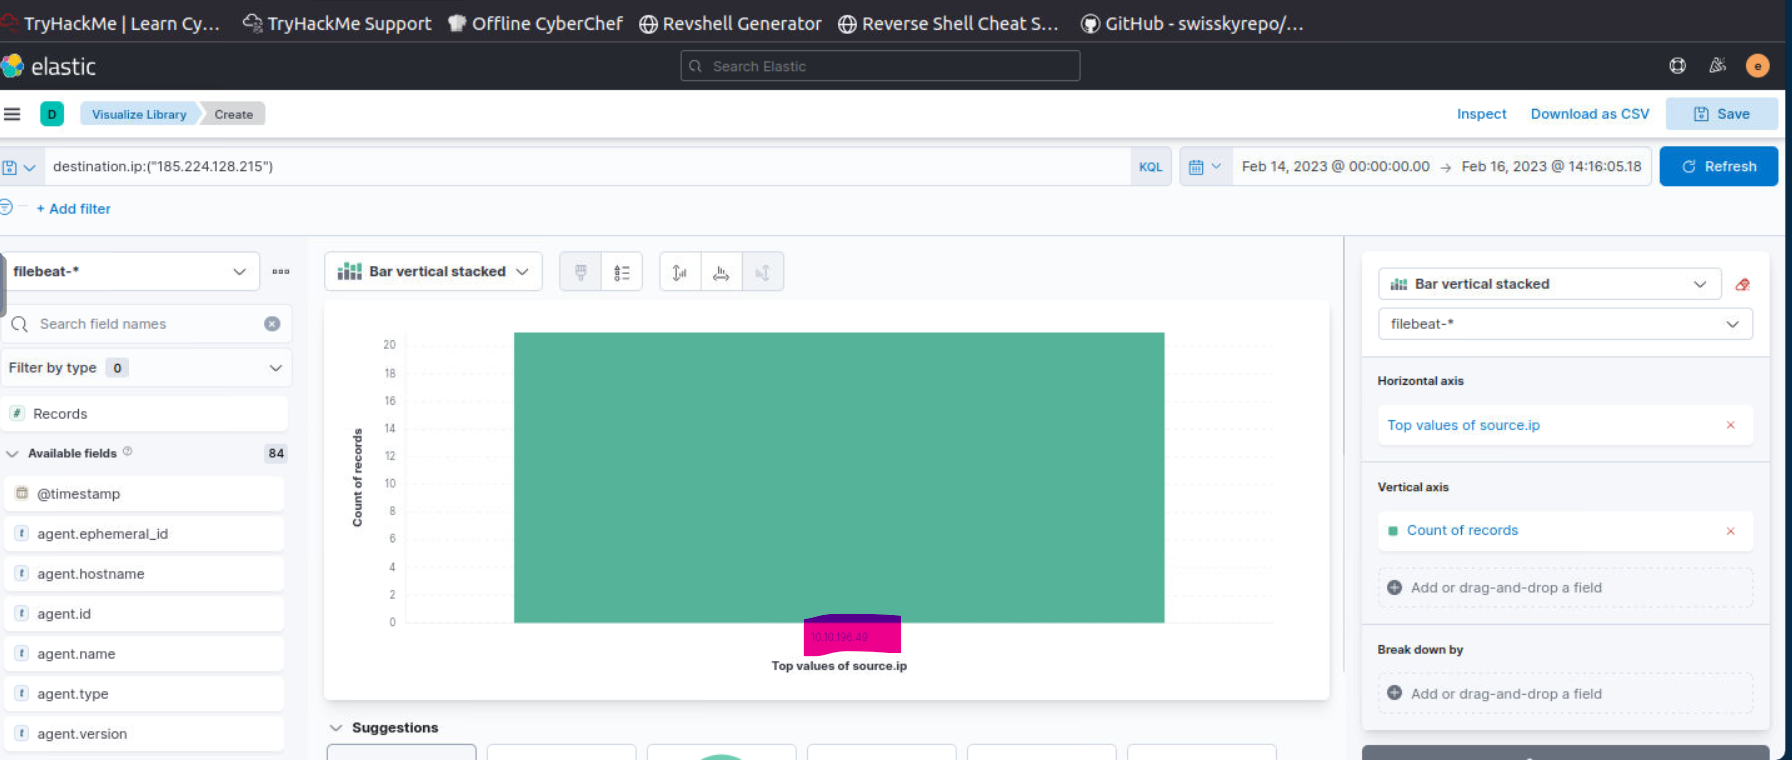 TryHackMe | Learn Cy... TryHackMe Support Offline CyberChef Revshell Generator Reverse Shell Cheat S... GitHub - swisskyrepo/...
elastic Search Elastic e
D Visualize Library Create Inspect Download as CSV Save
destination.ip:("185.224.128.215") KQL Feb 14, 2023 @ 00:00:00.00 → Feb 16, 2023 @ 14:16:05.18 Refresh
+ Add filter
filebeat-*
Search field names
Filter by type 0
# Records
Available fields 84
@timestamp
t agent.ephemeral_id
t agent.hostname
t agent.id
t agent.name
t agent.type
t agent.version
Bar vertical stacked
Count of records
20
18
16
14
12
10
8
6
4
2
0
10.10.196.49
Top values of source.ip
Suggestions
Bar vertical stacked
filebeat-*
Horizontal axis
Top values of source.ip ×
Vertical axis
Count of records ×
Add or drag-and-drop a field
Break down by
Add or drag-and-drop a field